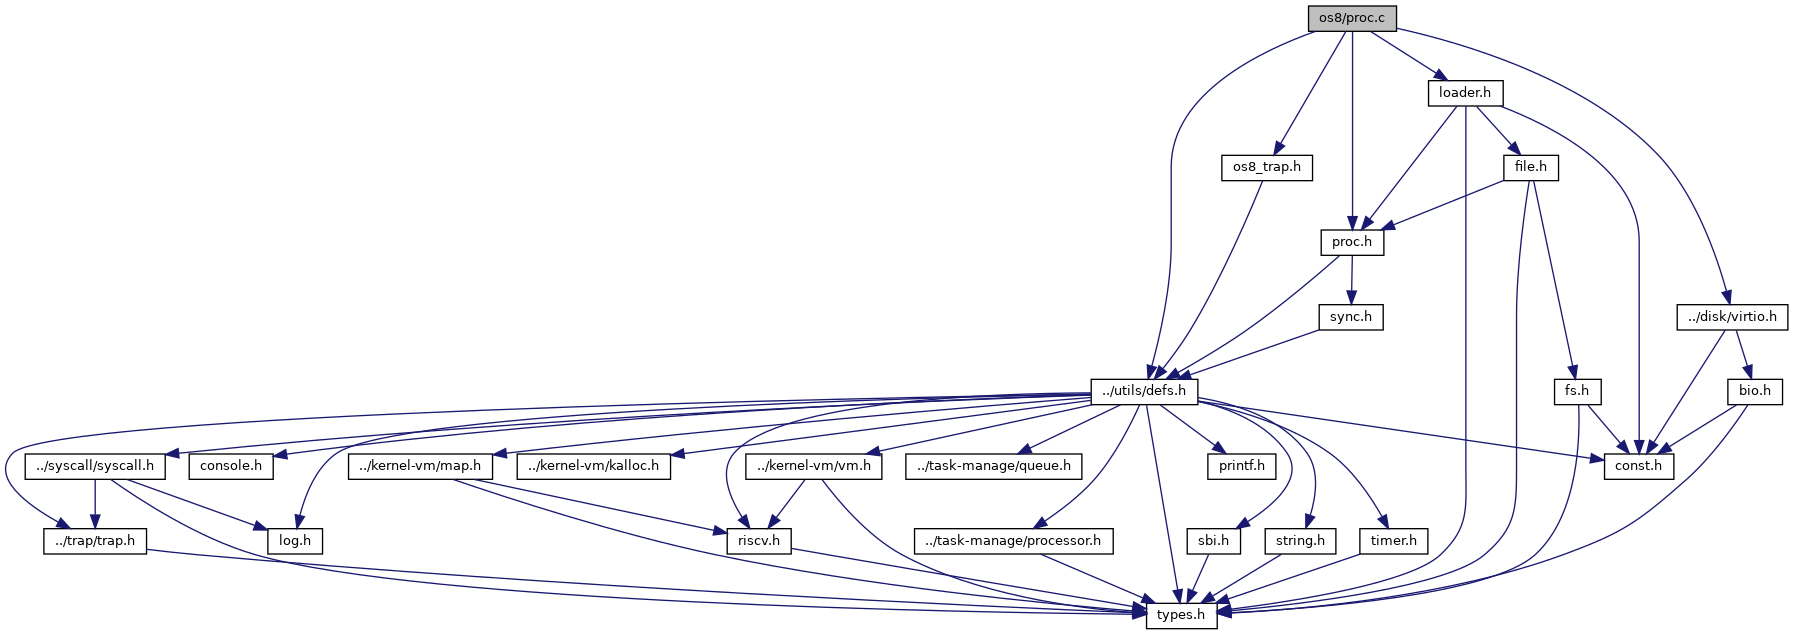 os8/proc.c
loader.h
os8_trap.h
file.h
proc.h
sync.h
../disk/virtio.h
../utils/defs.h
fs.h
bio.h
../syscall/syscall.h
console.h
../kernel-vm/map.h
../kernel-vm/kalloc.h
../kernel-vm/vm.h
../task-manage/queue.h
printf.h
const.h
../trap/trap.h
log.h
riscv.h
../task-manage/processor.h
sbi.h
string.h
timer.h
types.h